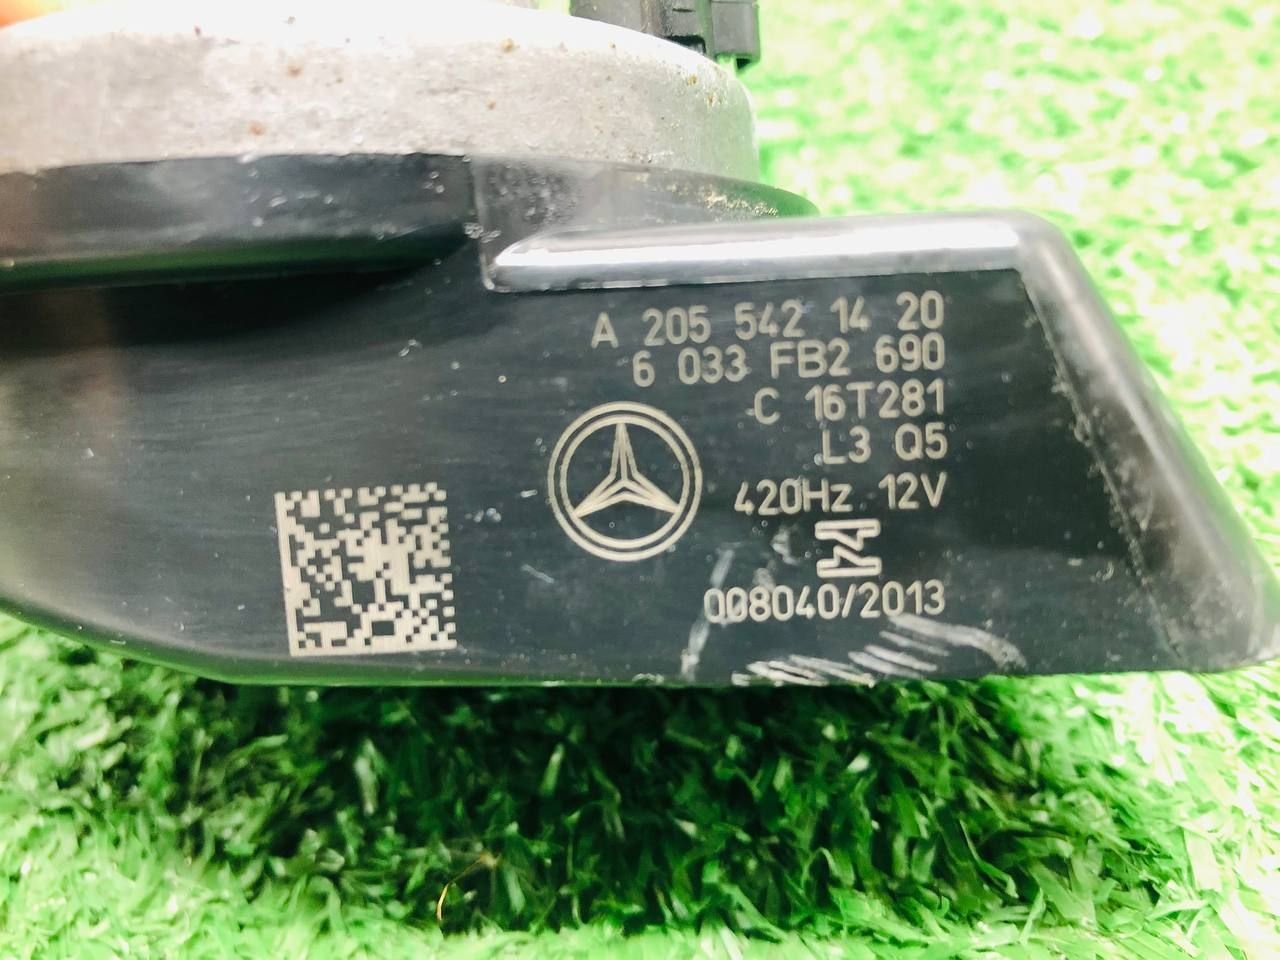 A 205 542 14 20
6 033 FB2 690
C 16T281
L3 Q5
420Hz 12V
008040/2013